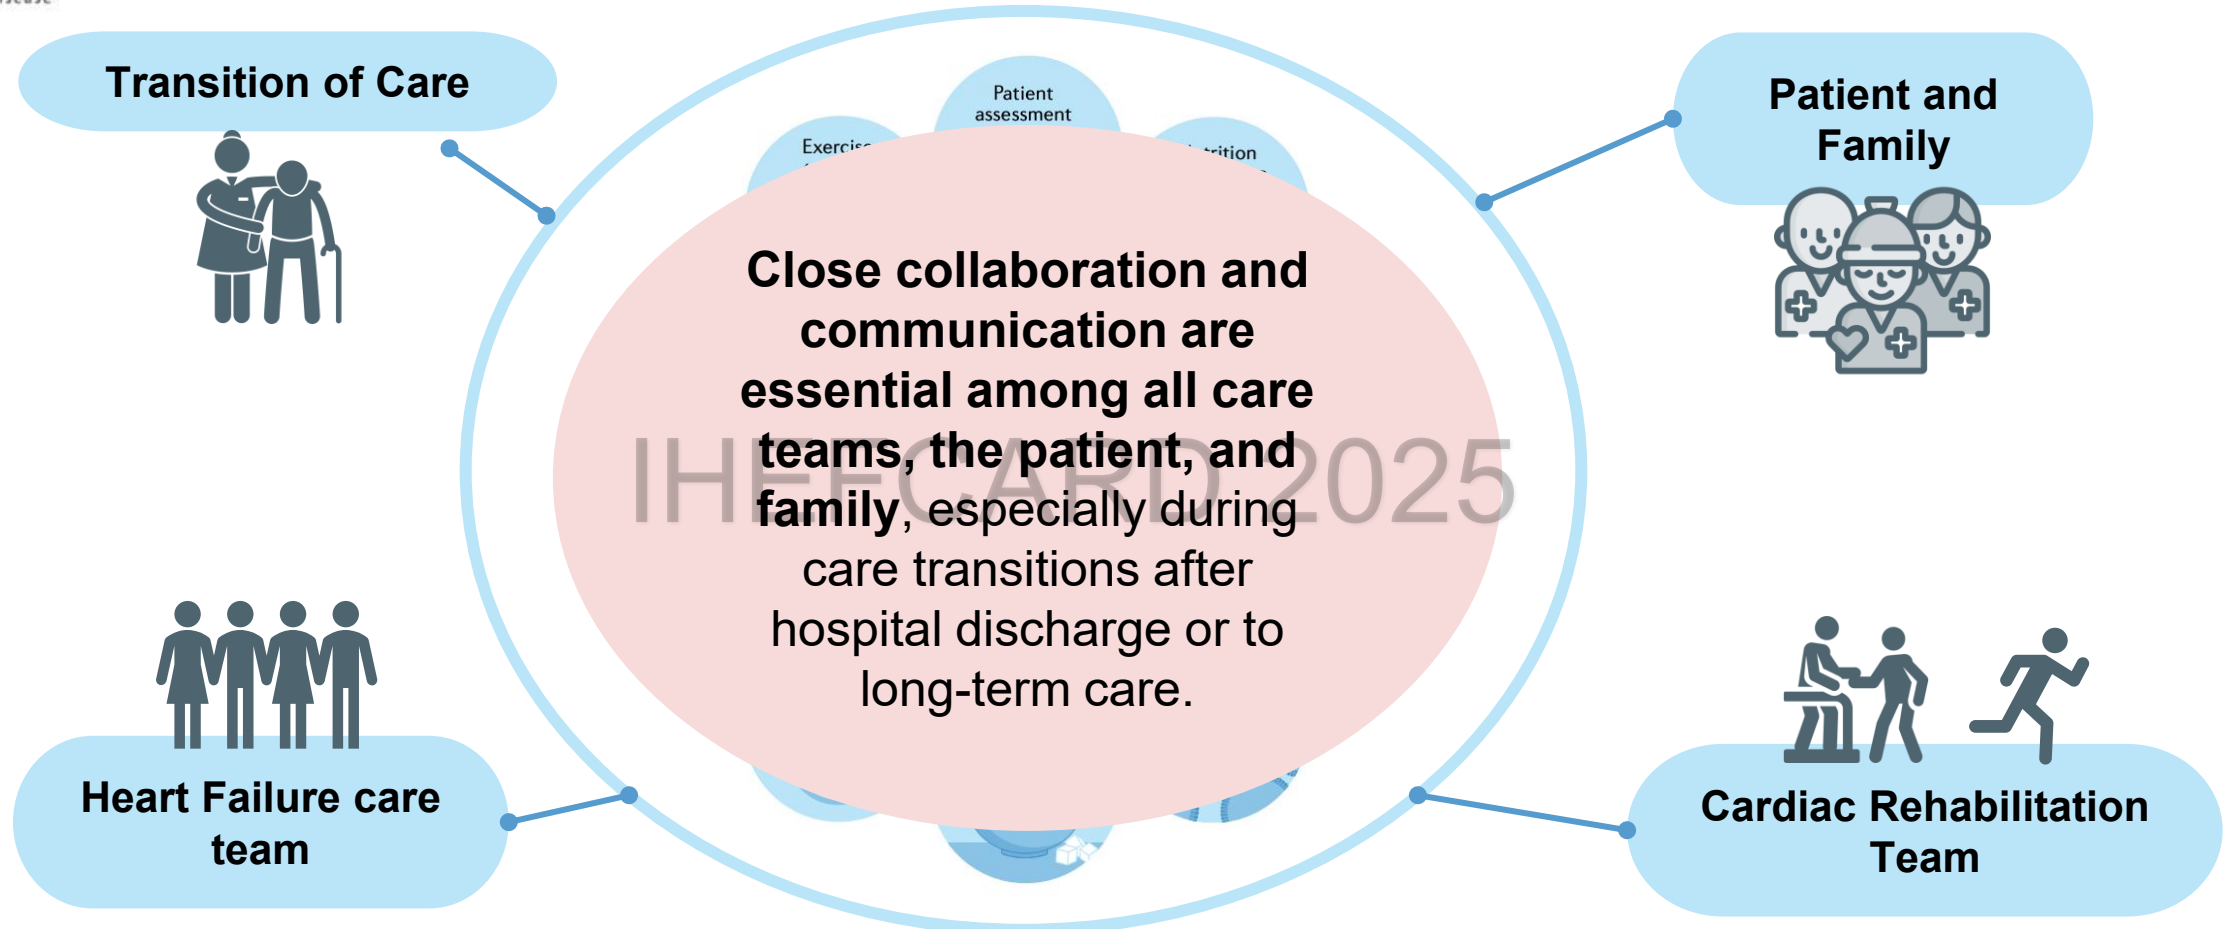 Transition of Care
Patient and
Family
Patient
assessment
Close collaboration and
communication are
essential among all care
teams, the patient, and
family, especially during
care transitions after
hospital discharge or to
long-term care.
IHEFCARD 2025
Heart Failure care
team
Cardiac Rehabilitation
Team